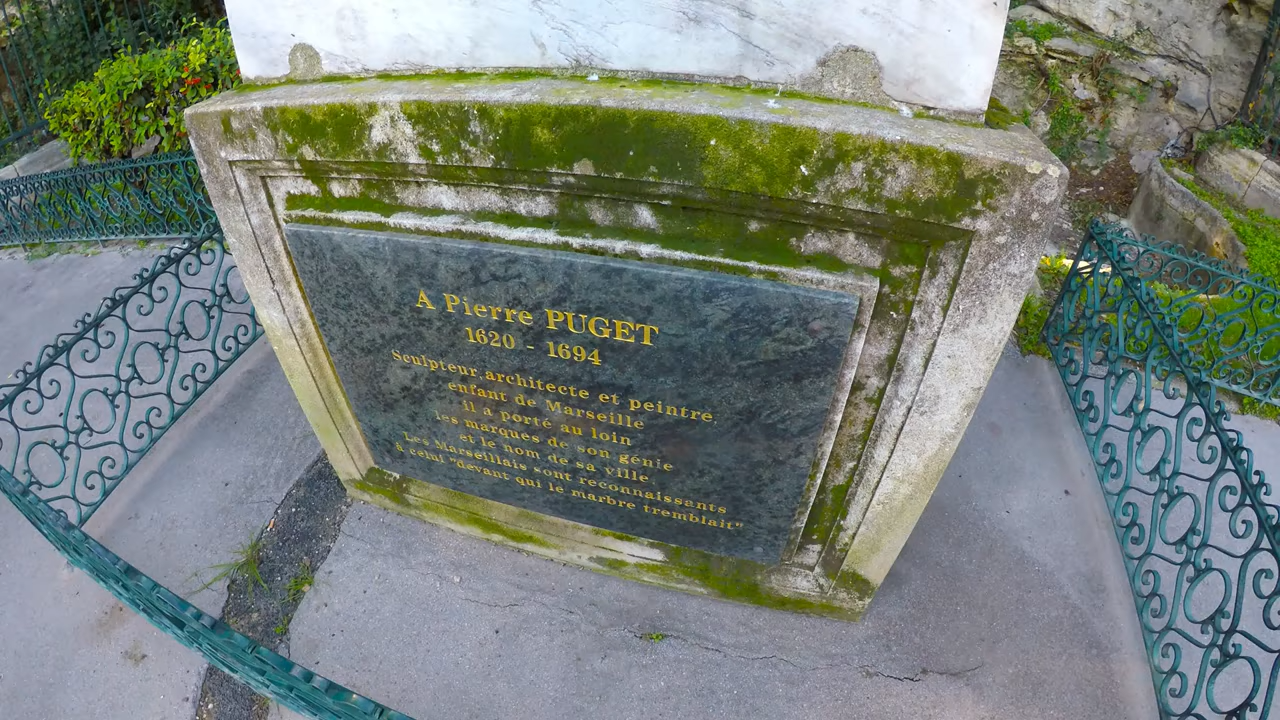 A Pierre PUGET
1620 - 1694
Sculpteur, architecte et peintre,
enfant de Marseille
il a porté au loin
les marques de son génie
et le nom de sa ville
Les Marseillais sont reconnaissants
à celui "devant qui le marbre tremblait"